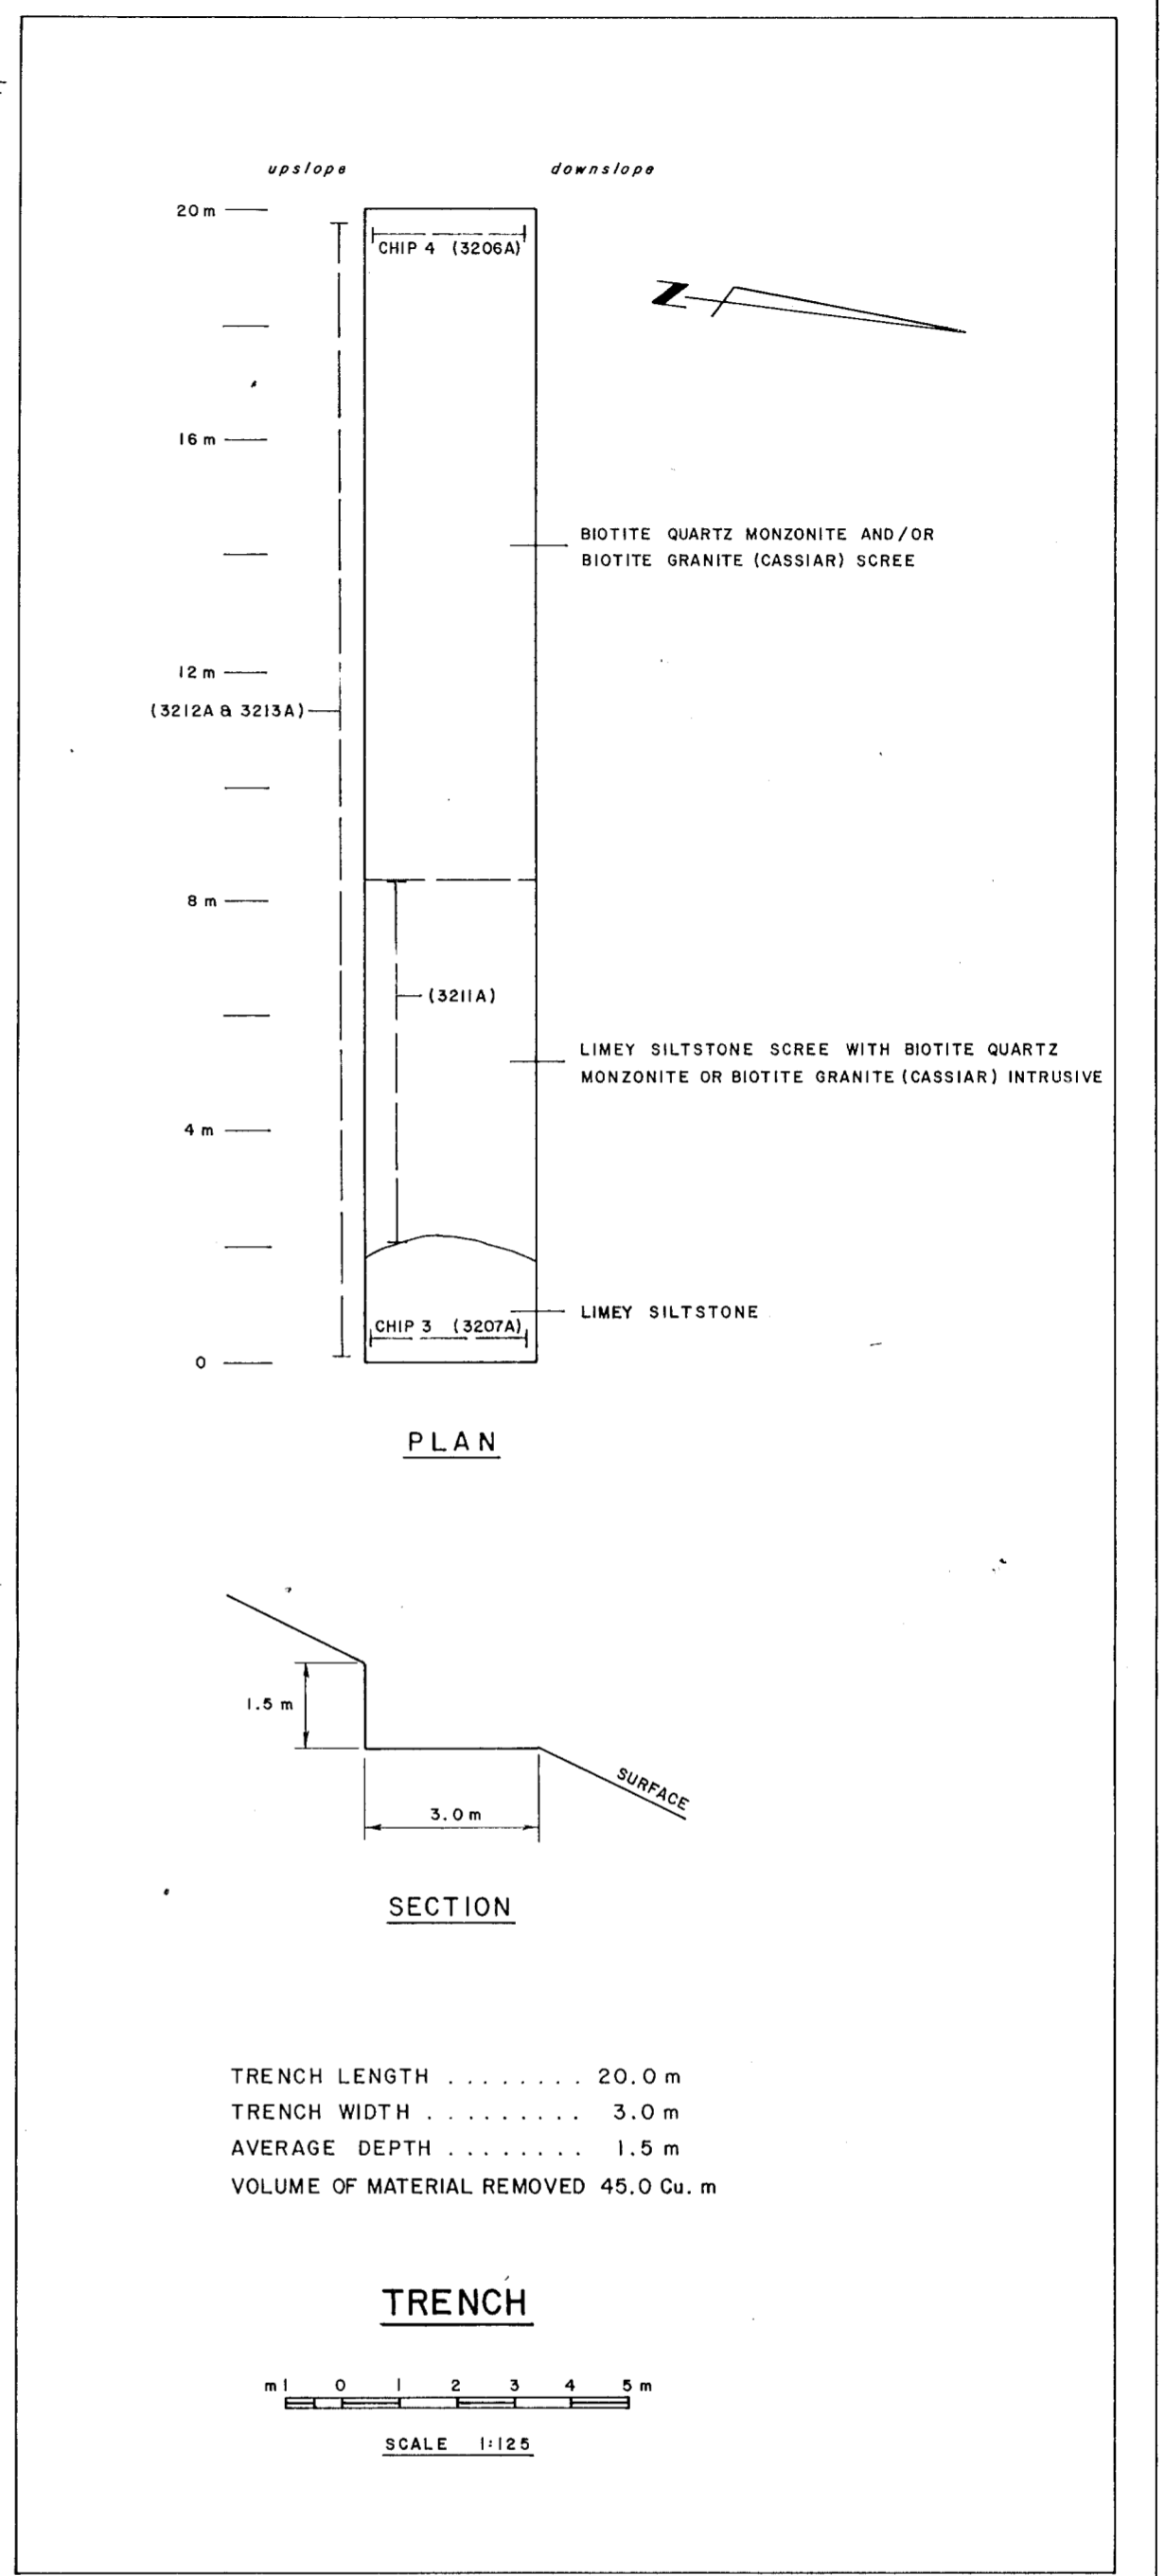 upslope downslope
20 m
CHIP 4 (3206A)
N
16 m
BIOTITE QUARTZ MONZONITE AND/OR
BIOTITE GRANITE (CASSIAR) SCREE
12 m
(3212A & 3213A)
8 m
(3211A)
LIMEY SILTSTONE SCREE WITH BIOTITE QUARTZ
MONZONITE OR BIOTITE GRANITE (CASSIAR) INTRUSIVE
4 m
LIMEY SILTSTONE
CHIP 3 (3207A)
0
PLAN
1.5 m
SURFACE
3.0 m
SECTION
TRENCH LENGTH ........ 20.0 m
TRENCH WIDTH ......... 3.0 m
AVERAGE DEPTH ........ 1.5 m
VOLUME OF MATERIAL REMOVED 45.0 Cu. m
TRENCH
m 1 0 1 2 3 4 5 m
SCALE 1:125